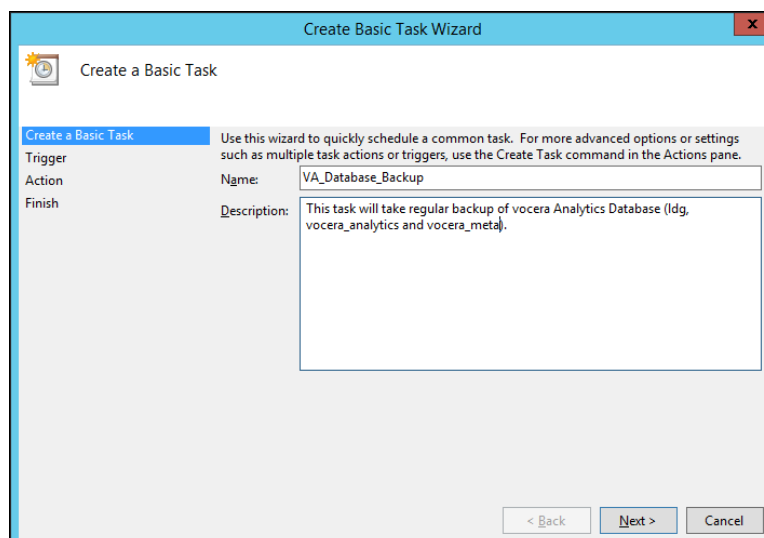 Create Basic Task Wizard
x
Create a Basic Task
Create a Basic Task
Trigger
Action
Finish
Use this wizard to quickly schedule a common task. For more advanced options or settings
such as multiple task actions or triggers, use the Create Task command in the Actions pane.
Name: VA_Database_Backup
Description: This task will take regular backup of vocera Analytics Database (ldg,
vocera_analytics and vocera_meta).
< Back Next > Cancel